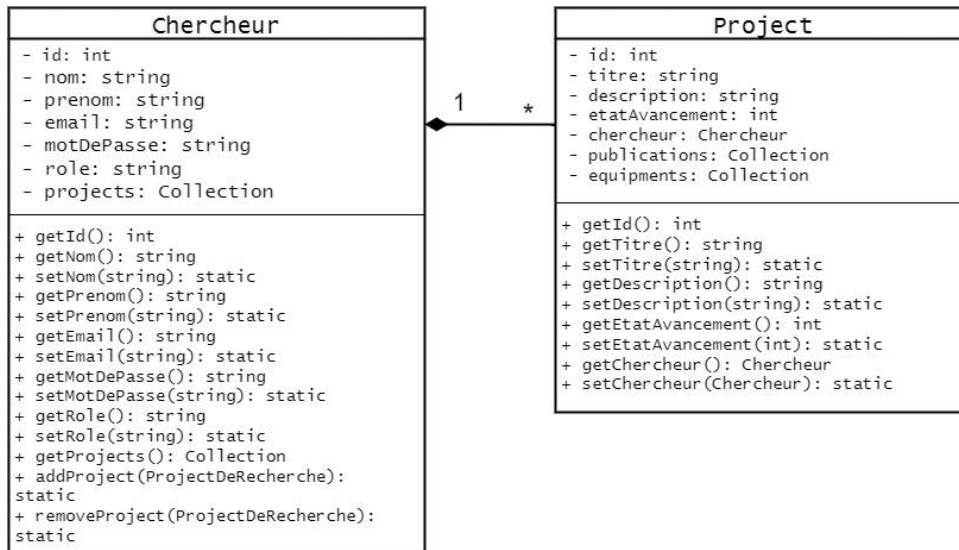 Chercheur
- id: int
- nom: string
- prenom: string
- email: string
- motDePasse: string
- role: string
- projects: Collection
+ getId(): int
+ getNom(): string
+ setNom(string): static
+ getPrenom(): string
+ setPrenom(string): static
+ getEmail(): string
+ setEmail(string): static
+ getMotDePasse(): string
+ setMotDePasse(string): static
+ getRole(): string
+ setRole(string): static
+ getProjects(): Collection
+ addProject(ProjectDeRecherche):
static
+ removeProject(ProjectDeRecherche):
static
1
*
Project
- id: int
- titre: string
- description: string
- etatAvancement: int
- chercheur: Chercheur
- publications: Collection
- equipments: Collection
+ getId(): int
+ getTitre(): string
+ setTitre(string): static
+ getDescription(): string
+ setDescription(string): static
+ getEtatAvancement(): int
+ setEtatAvancement(int): static
+ getChercheur(): Chercheur
+ setChercheur(Chercheur): static